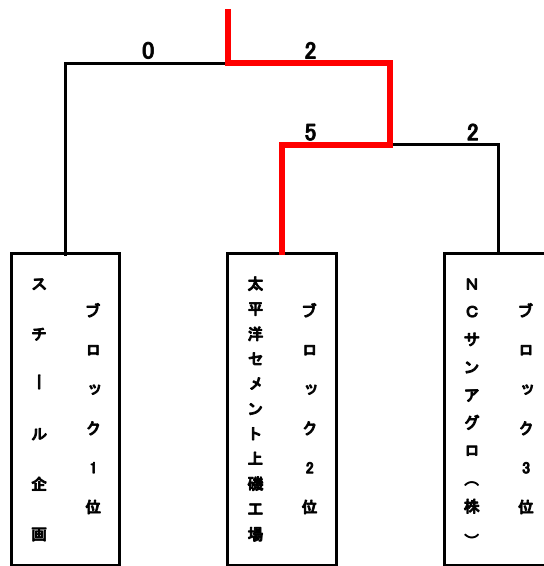 0
2
5
2
ブロック1位
スチール企画
ブロック2位
太平洋セメント上磯工場
ブロック3位
NCサンアグロ(株)